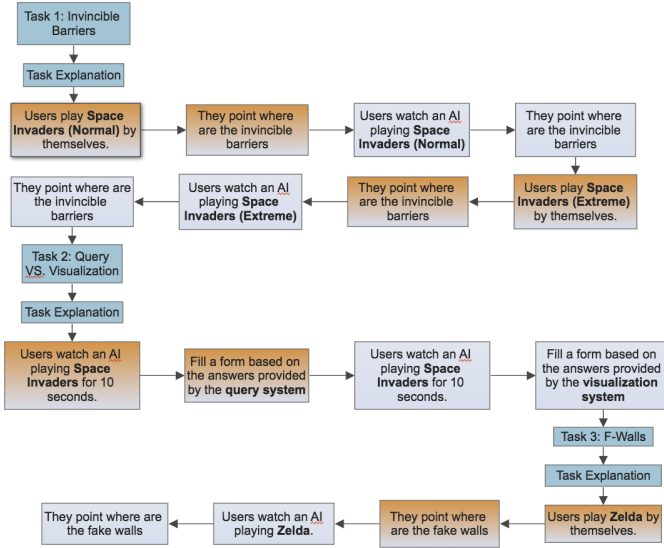 Task 1: Invincible
Barriers
Task Explanation
Users play Space
Invaders (Normal) by
themselves.
They point where
are the invincible
barriers
Users watch an AI
playing Space
Invaders (Normal)
They point where
are the invincible
barriers
Users play Space
Invaders (Extreme)
by themselves.
They point where
are the invincible
barriers
Users watch an AI
playing Space
Invaders (Extreme)
They point where are
the invincible
barriers
Task 2: Query
VS. Visualization
Task Explanation
Users watch an AI
playing Space
Invaders for 10
seconds.
Fill a form based on
the answers provided
by the query system
Users watch an AI
playing Space
Invaders for 10
seconds.
Fill a form based on
the answers provided
by the visualization
system
Task 3: F-Walls
Task Explanation
Users play Zelda by
themselves.
They point where
are the fake walls
Users watch an AI
playing Zelda.
They point where are
the fake walls